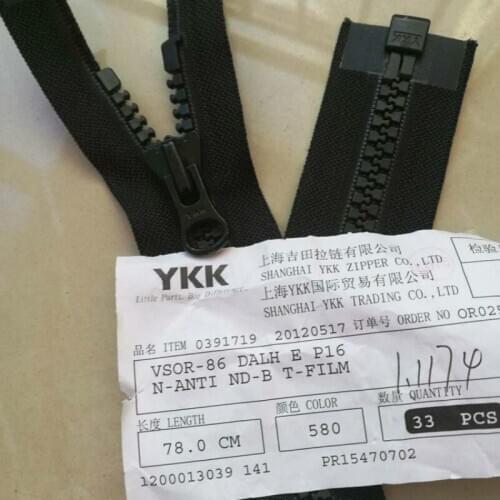 YKK
YKK
YKK
Little Parts. Big Difference.
上海吉田拉链有限公司
SHANGHAI YKK ZIPPER CO.,LTD.
上海YKK国际贸易有限公司
SHANGHAI YKK TRADING CO.,LTD.
检验
品名 ITEM 0391719 20120517 订单号 ORDER NO OR025
VSOR-86 DALH E P16
N-ANTI ND-B T-FILM
1.1174
长度 LENGTH 颜色 COLOR 数量 QUANTITY
78.0 CM 580 33 PCS
1200013039 141 PR15470702